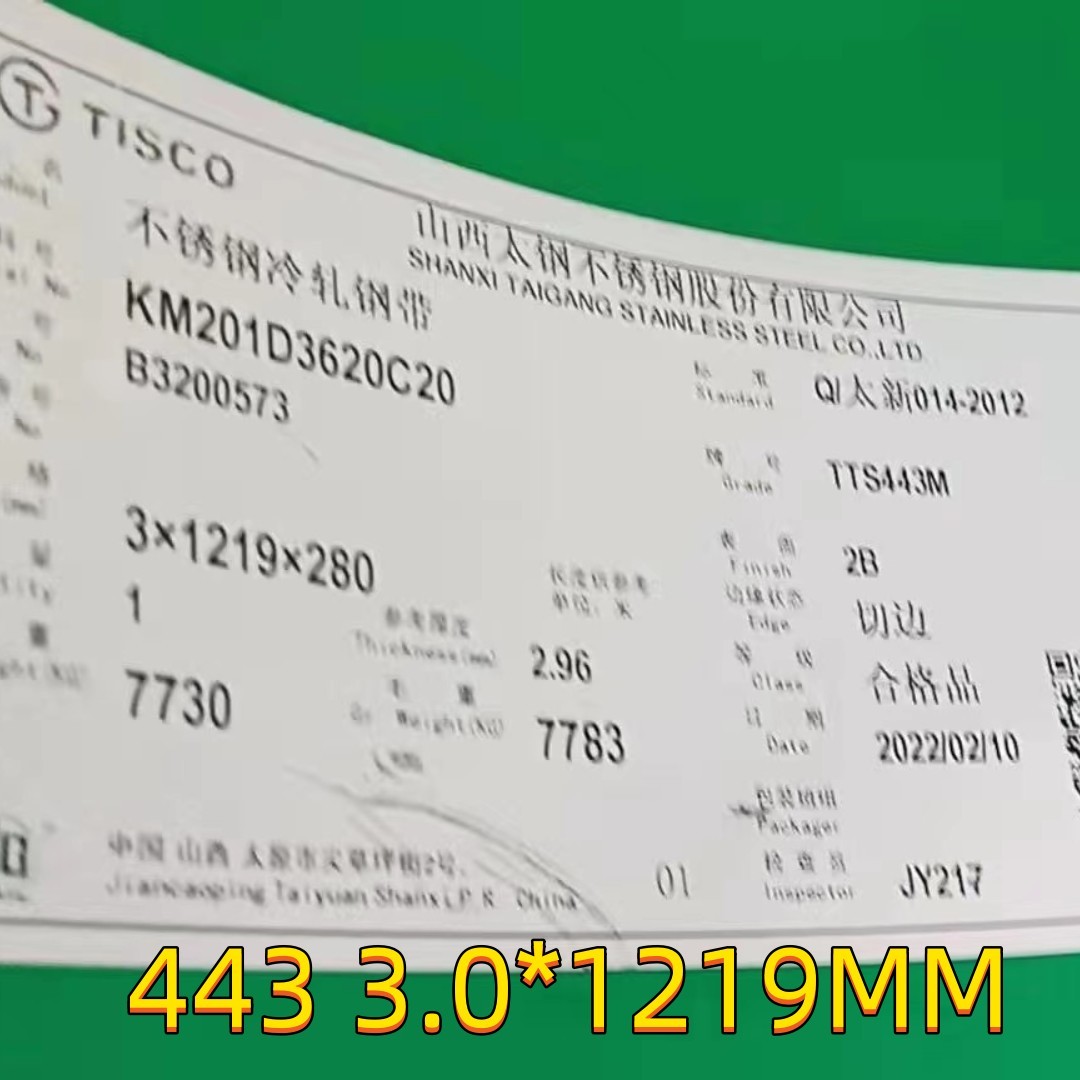 TISCO
山西太钢不锈钢股份有限公司
SHANXI TAIGANG STAINLESS STEEL CO.,LTD.
不锈钢冷轧钢带
KM201D3620C20
标 准 Standard Q/太新014-2012
B3200573
牌 号 Grade TTS443M
3×1219×280
长度供参考
单位：米
表 面 Finish 2B
1
参考厚度 Thickness(mm) 2.96
边缘状态 Edge 切边
等 级 Class 合格品
7730
毛 重 Gr. Weight(KG) 7783
日 期 Date 2022/02/10
包装班组 Packager
中国 山西 太原市尖草坪街2号.
Jiancaoping Taiyuan Shanxi,P.R. China
01
检 查 员 Inspector JY217
443 3.0*1219MM